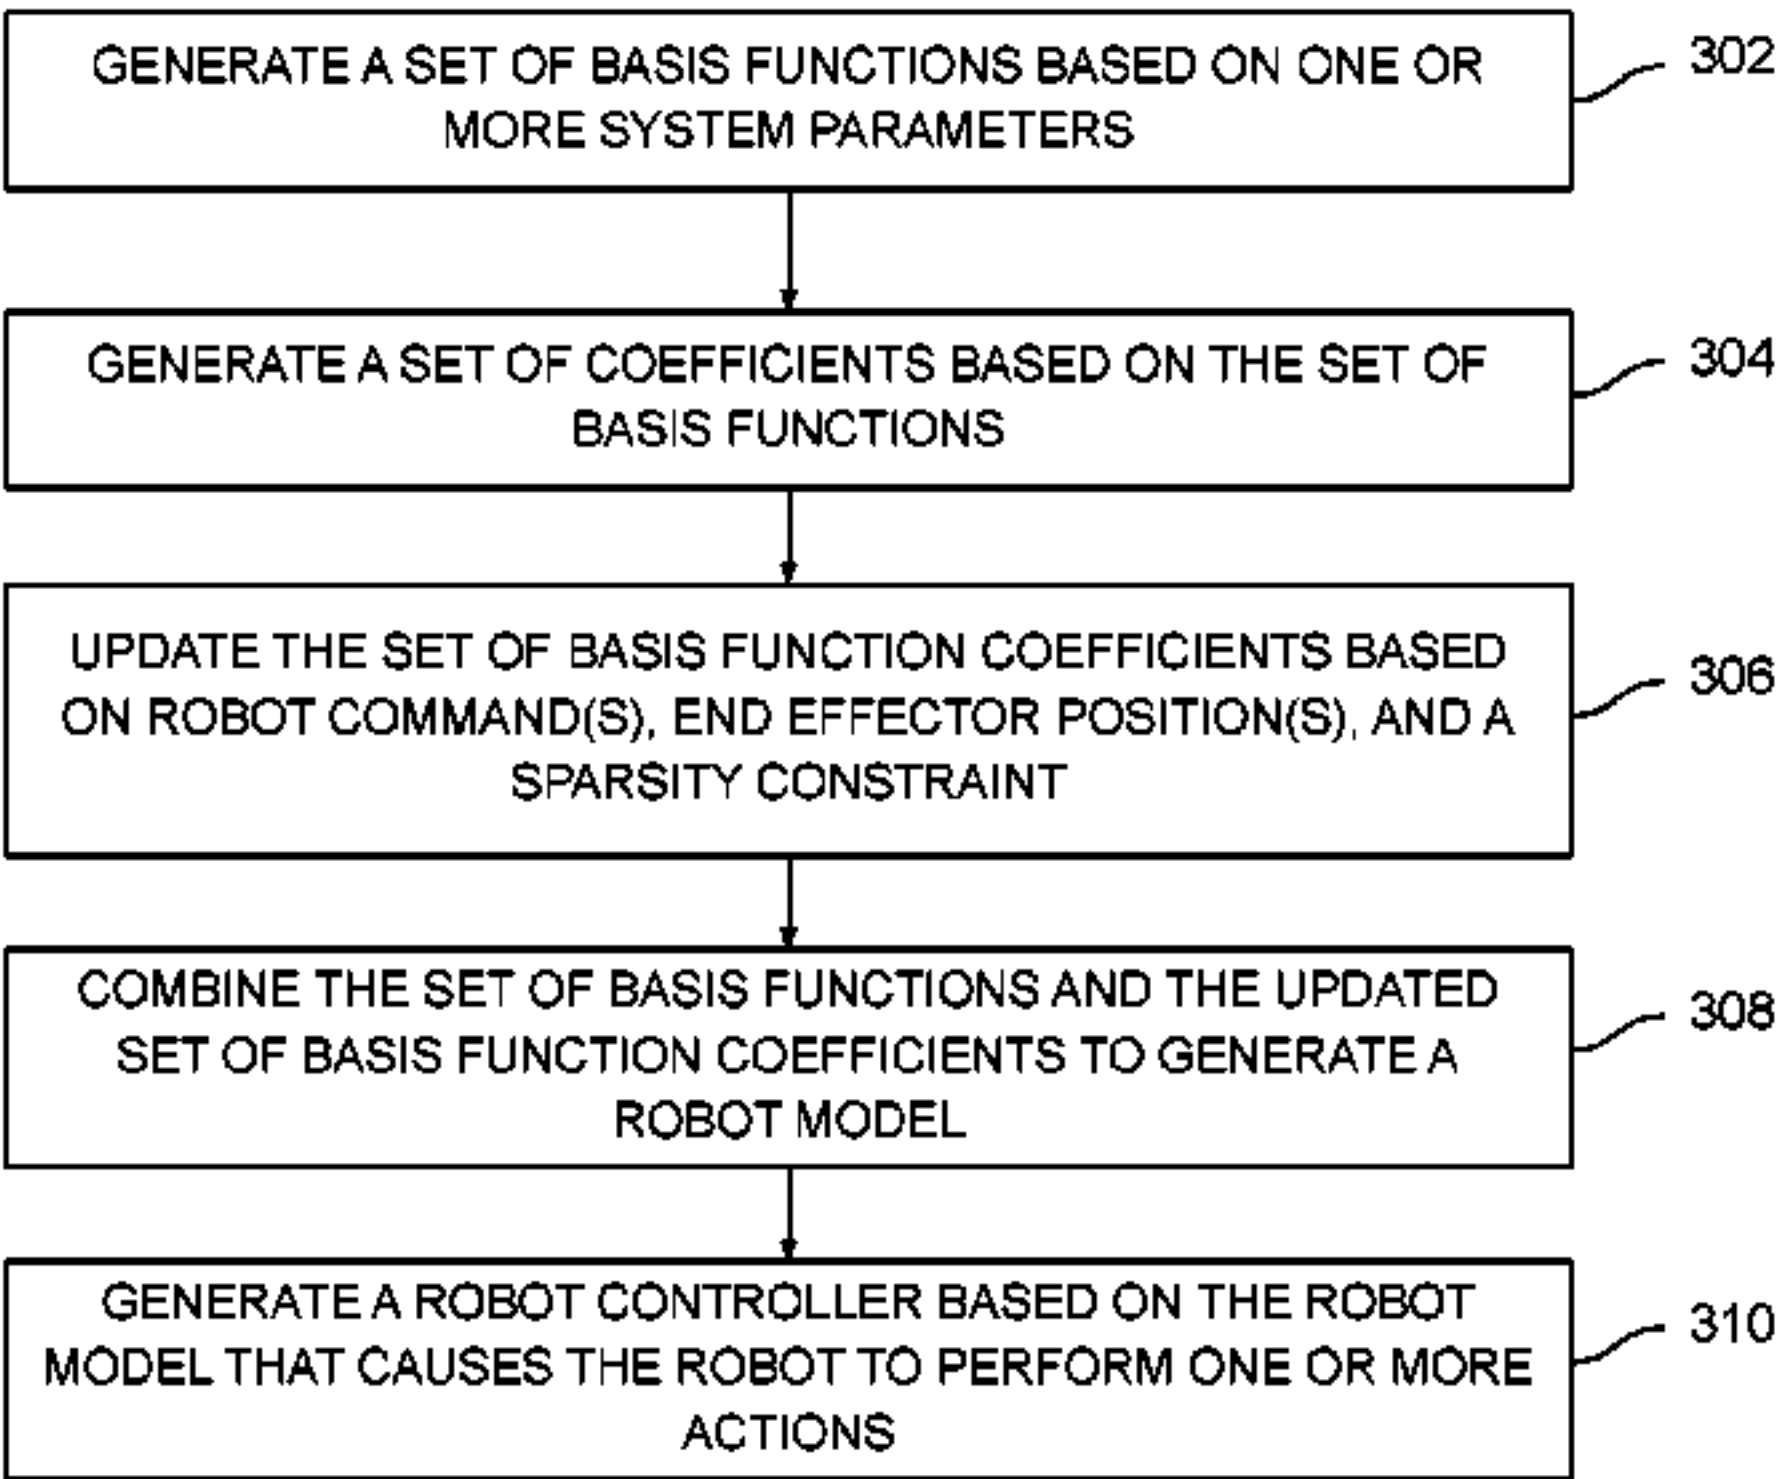 GENERATE A SET OF BASIS FUNCTIONS BASED ON ONE OR
MORE SYSTEM PARAMETERS
302
GENERATE A SET OF COEFFICIENTS BASED ON THE SET OF
BASIS FUNCTIONS
304
UPDATE THE SET OF BASIS FUNCTION COEFFICIENTS BASED
ON ROBOT COMMAND(S), END EFFECTOR POSITION(S), AND A
SPARSITY CONSTRAINT
306
COMBINE THE SET OF BASIS FUNCTIONS AND THE UPDATED
SET OF BASIS FUNCTION COEFFICIENTS TO GENERATE A
ROBOT MODEL
308
GENERATE A ROBOT CONTROLLER BASED ON THE ROBOT
MODEL THAT CAUSES THE ROBOT TO PERFORM ONE OR MORE
ACTIONS
310